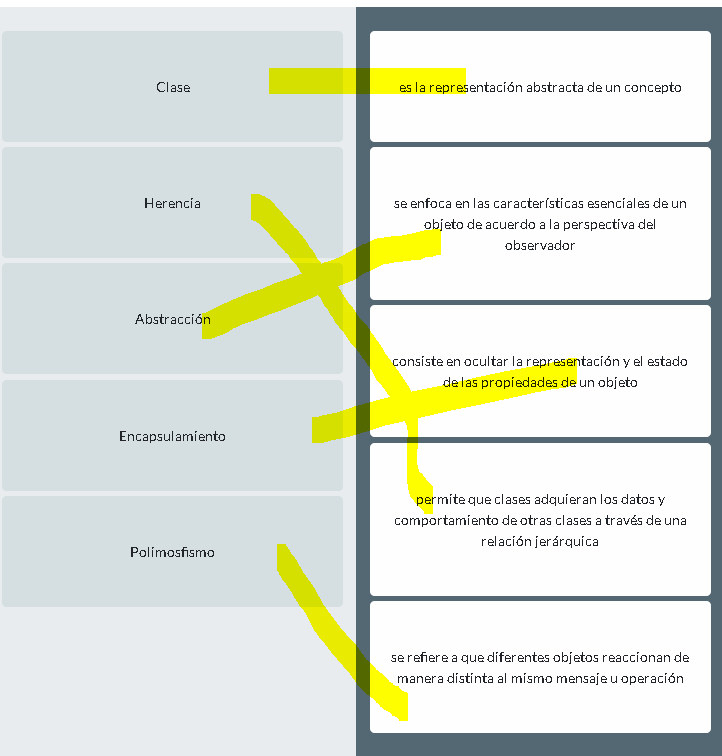 Clase
Herencia
Abstracción
Encapsulamiento
Polimosfismo
es la representación abstracta de un concepto
se enfoca en las características esenciales de un
objeto de acuerdo a la perspectiva del
observador
consiste en ocultar la representación y el estado
de las propiedades de un objeto
permite que clases adquieran los datos y
comportamiento de otras clases a través de una
relación jerárquica
se refiere a que diferentes objetos reaccionan de
manera distinta al mismo mensaje u operación